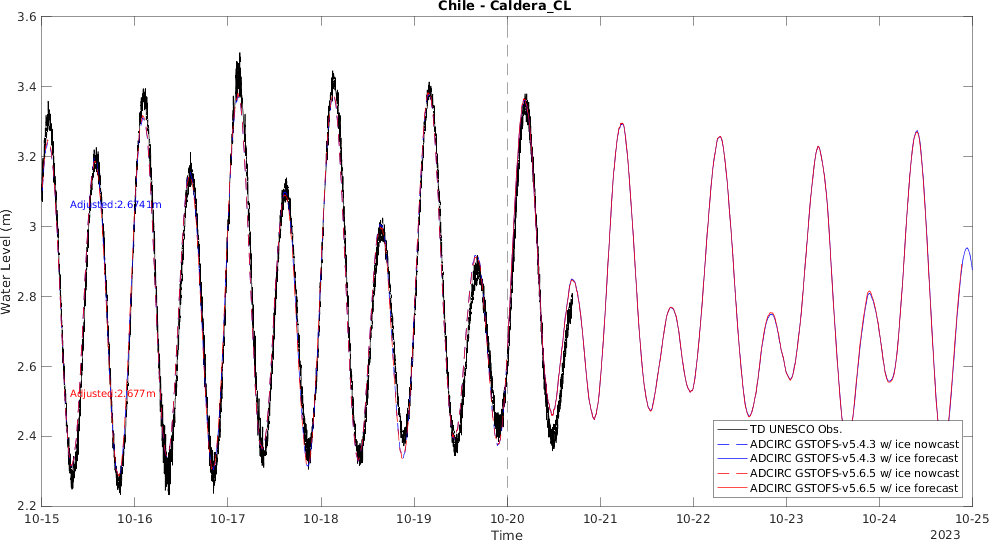 Chile - Caldera_CL
3.6
3.4
3.2
3
2.8
2.6
2.4
2.2
Water Level (m)
Adjusted:2.6741m
Adjusted:2.677m
TD UNESCO Obs.
ADCIRC GSTOFS-v5.4.3 w/ ice nowcast
ADCIRC GSTOFS-v5.4.3 w/ ice forecast
ADCIRC GSTOFS-v5.6.5 w/ ice nowcast
ADCIRC GSTOFS-v5.6.5 w/ ice forecast
10-15 10-16 10-17 10-18 10-19 10-20 10-21 10-22 10-23 10-24 10-25
Time
2023